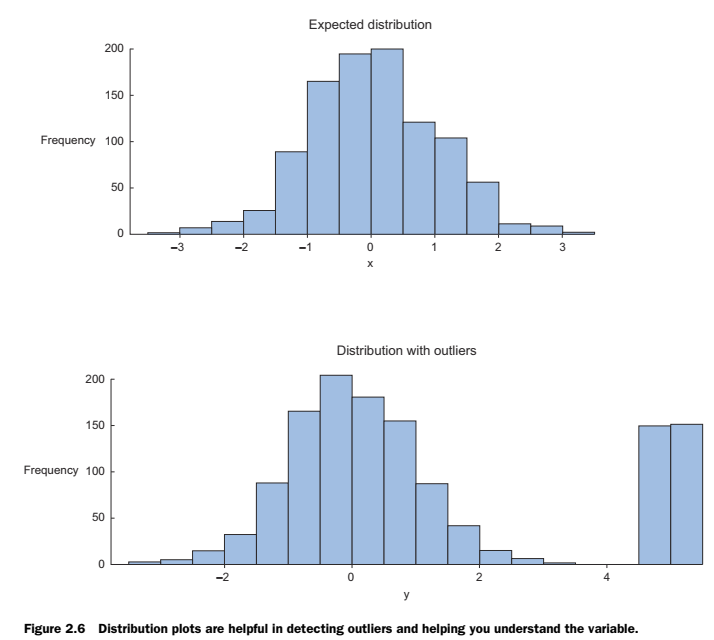 Expected distribution
200
150
Frequency 100
50
0
–3 –2 –1 0 1 2 3
x
Distribution with outliers
200
150
Frequency 100
50
0
–2 0 2 4
y
Figure 2.6 Distribution plots are helpful in detecting outliers and helping you understand the variable.